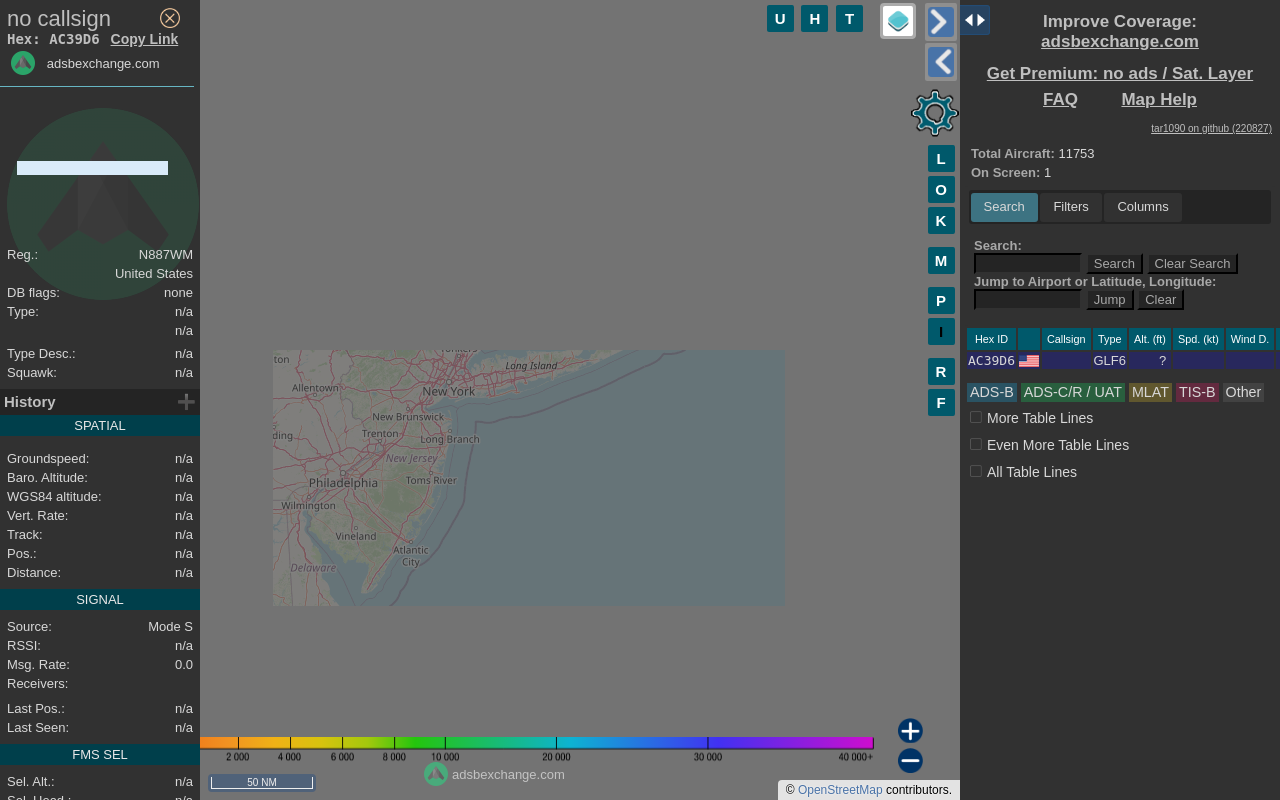 no callsign
Hex: AC39D6 Copy Link
adsbexchange.com
Reg.: N887WM
United States
DB flags: none
Type: n/a
n/a
Type Desc.: n/a
Squawk: n/a
History
SPATIAL
Groundspeed: n/a
Baro. Altitude: n/a
WGS84 altitude: n/a
Vert. Rate: n/a
Track: n/a
Pos.: n/a
Distance: n/a
SIGNAL
Source: Mode S
RSSI: n/a
Msg. Rate: 0.0
Receivers:
Last Pos.: n/a
Last Seen: n/a
FMS SEL
Sel. Alt.: n/a
Sel. Head.: n/a
U H T
L
O
K
M
P
I
R
F
Long Island
Allentown
New York
New Brunswick
Trenton
Long Branch
New Jersey
Toms River
Philadelphia
Wilmington
Vineland
Atlantic
City
Delaware
2 000 4 000 6 000 8 000 10 000 20 000 30 000 40 000+
adsbexchange.com
50 NM
© OpenStreetMap contributors.
Improve Coverage:
adsbexchange.com
Get Premium: no ads / Sat. Layer
FAQ Map Help
tar1090 on github (220827)
Total Aircraft: 11753
On Screen: 1
Search Filters Columns
Search:
Search Clear Search
Jump to Airport or Latitude, Longitude:
Jump Clear
Hex ID Callsign Type Alt. (ft) Spd. (kt) Wind D.
AC39D6 GLF6 ?
ADS-B ADS-C/R / UAT MLAT TIS-B Other
More Table Lines
Even More Table Lines
All Table Lines